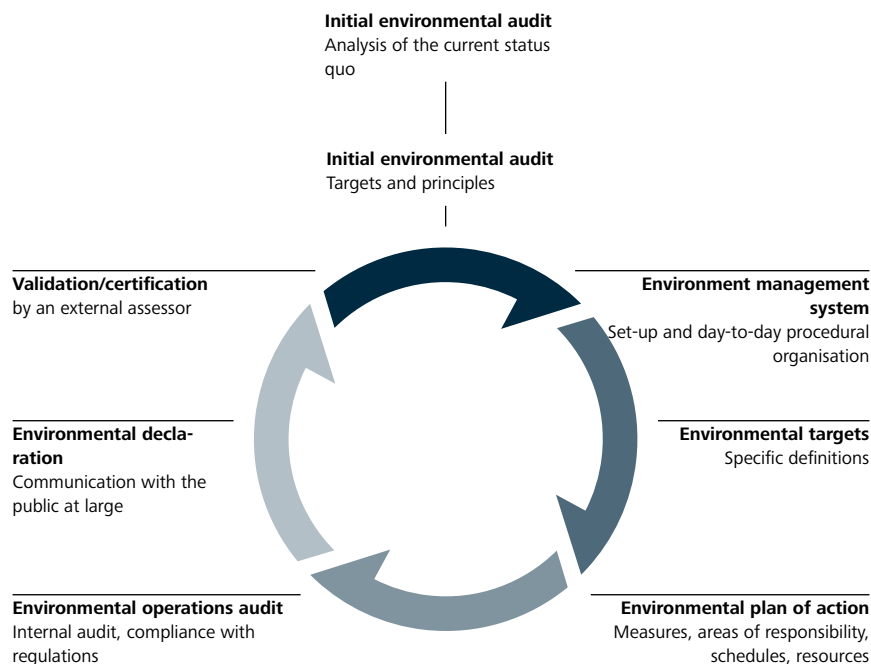 Initial environmental audit
Analysis of the current status
quo
Initial environmental audit
Targets and principles
Validation/certification
by an external assessor
Environment management
system
Set-up and day-to-day procedural
organisation
Environmental decla-
ration
Communication with the
public at large
Environmental targets
Specific definitions
Environmental operations audit
Internal audit, compliance with
regulations
Environmental plan of action
Measures, areas of responsibility,
schedules, resources